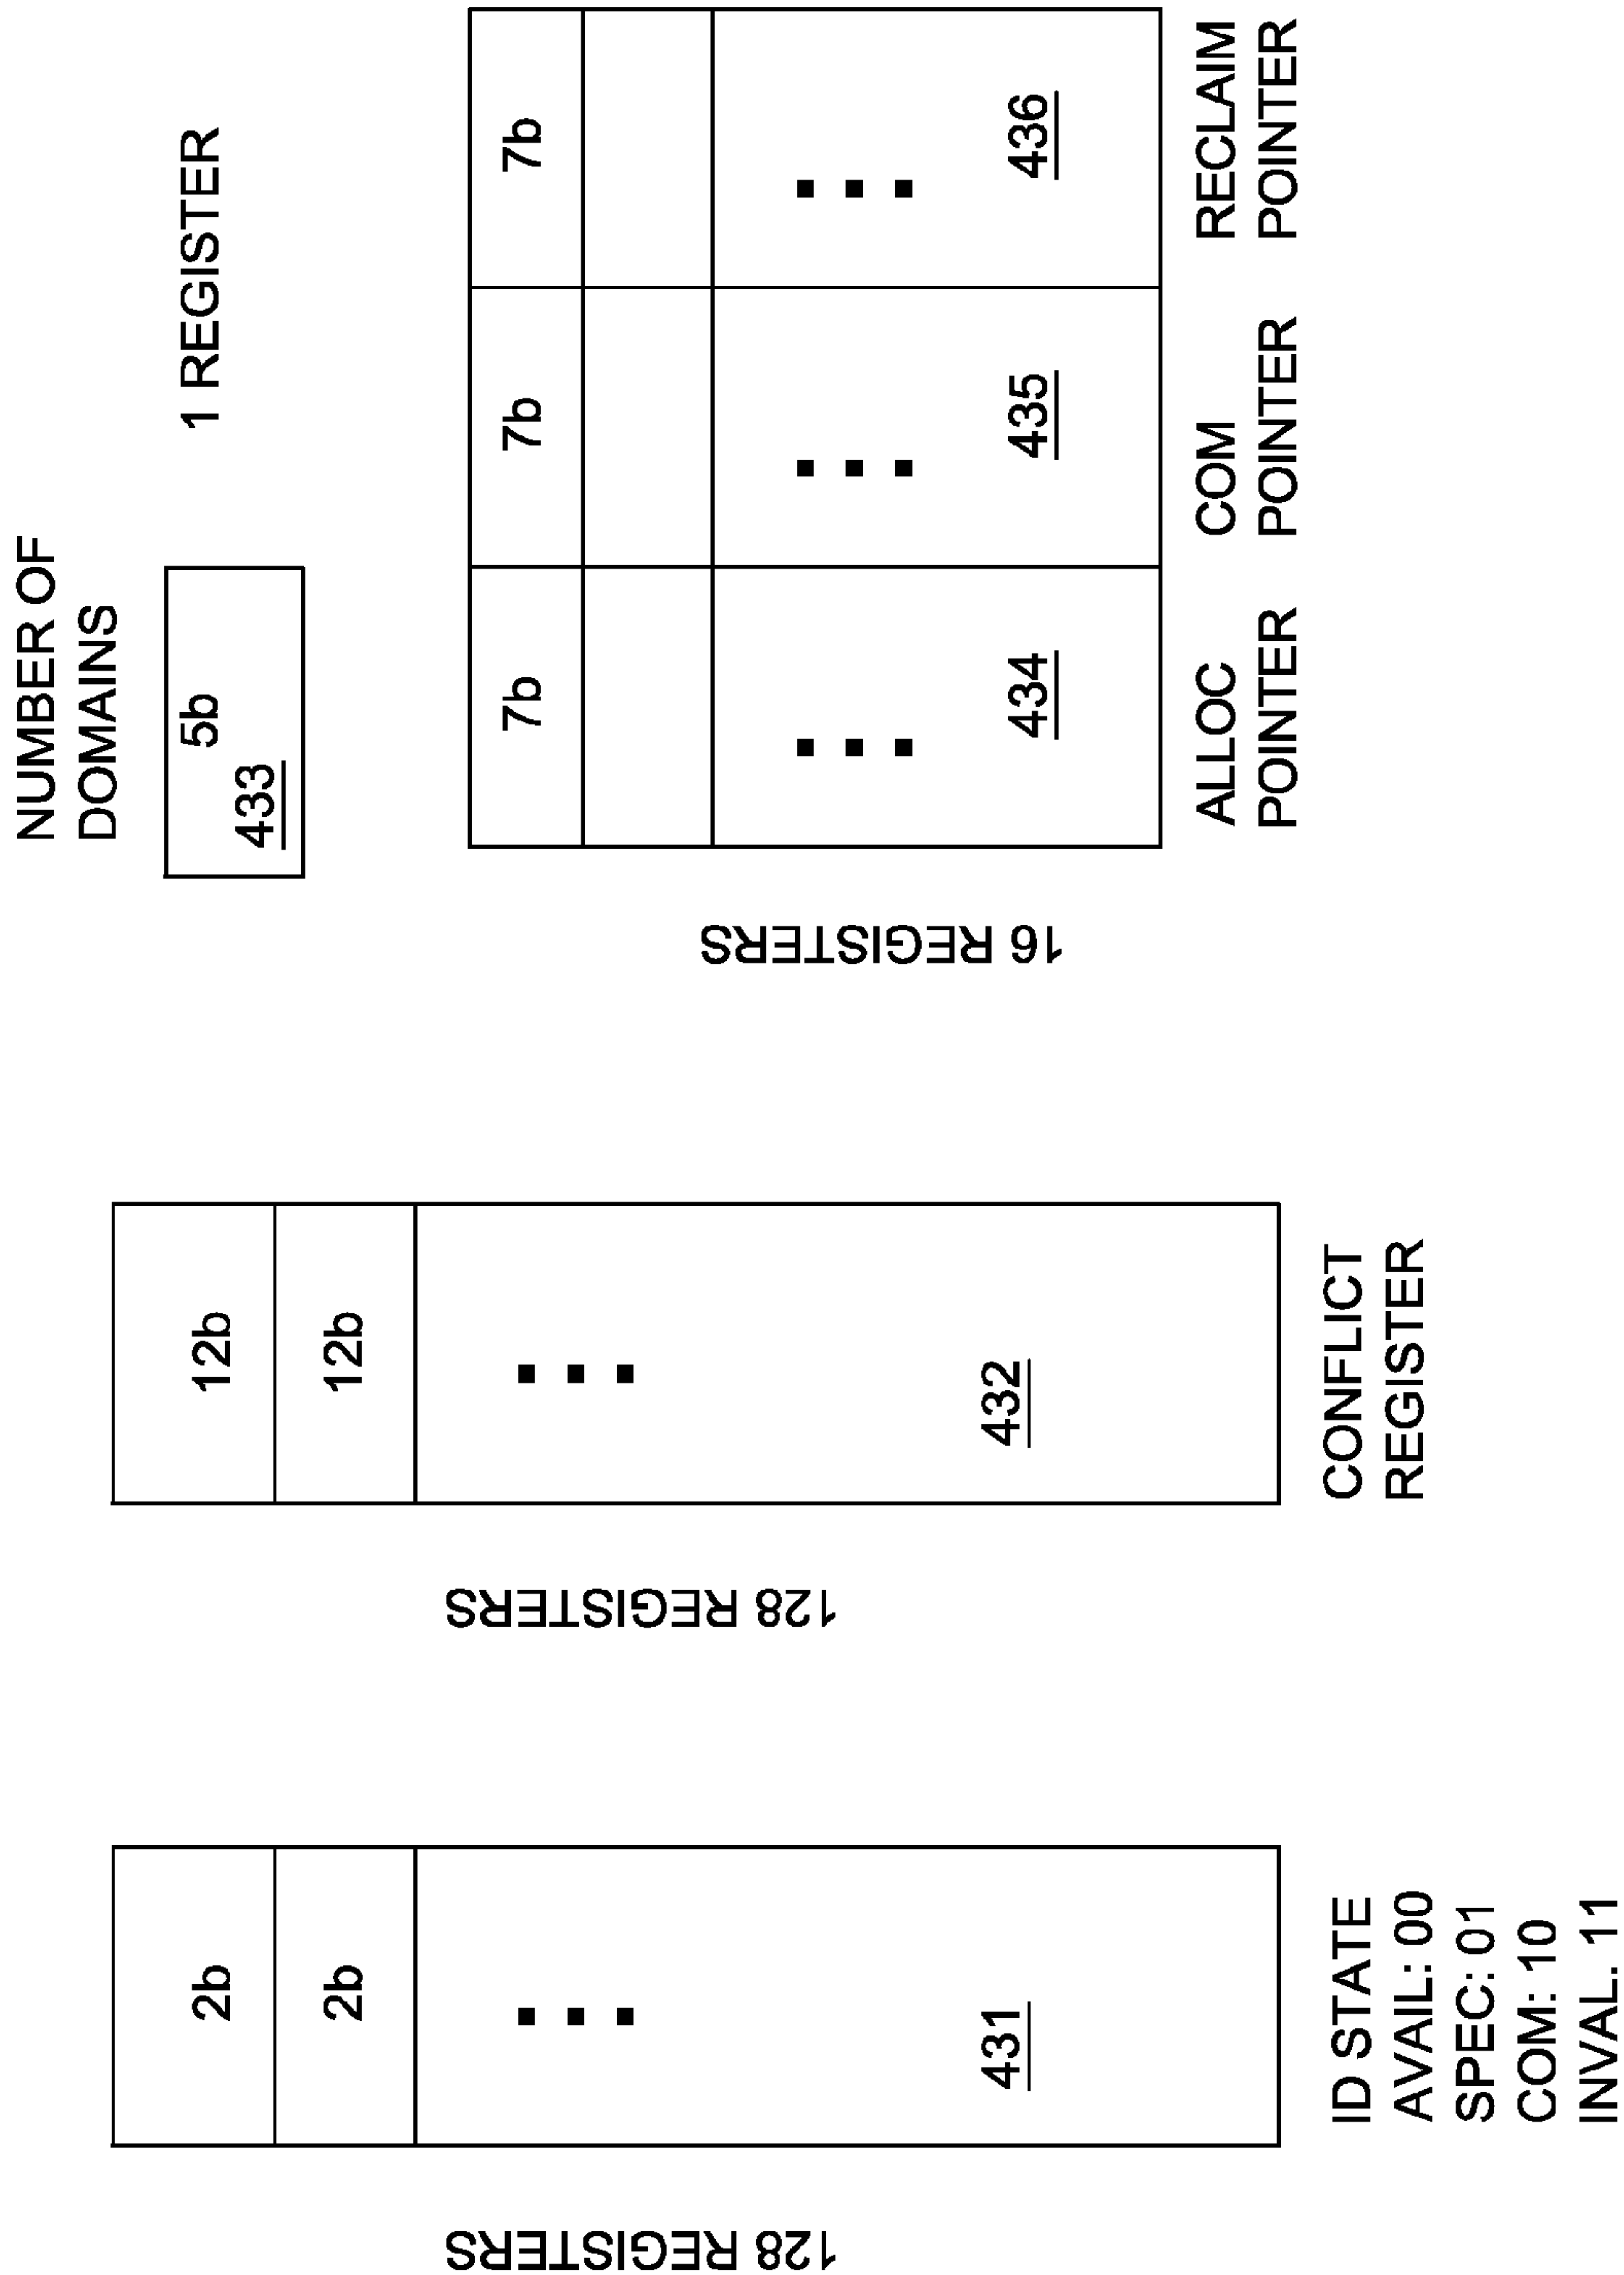 128 REGISTERS
2b
2b
431
ID STATE
AVAIL: 00
SPEC: 01
COM: 10
INVAL. 11
128 REGISTERS
12b
12b
432
CONFLICT
REGISTER
NUMBER OF
DOMAINS
5b
433
1 REGISTER
16 REGISTERS
7b
7b
7b
434
435
436
ALLOC
POINTER
COM
POINTER
RECLAIM
POINTER